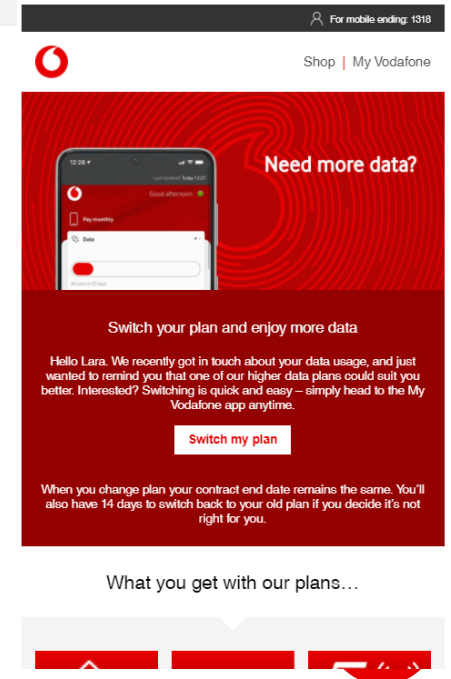 For mobile ending: 1318
Shop | My Vodafone
Need more data?
12:28
Last Updated Today 12:27
Good afternoon
Pay monthly
Data
Switch your plan and enjoy more data
Hello Lara. We recently got in touch about your data usage, and just
wanted to remind you that one of our higher data plans could suit you
better. Interested? Switching is quick and easy – simply head to the My
Vodafone app anytime.
Switch my plan
When you change plan your contract end date remains the same. You'll
also have 14 days to switch back to your old plan if you decide it's not
right for you.
What you get with our plans…